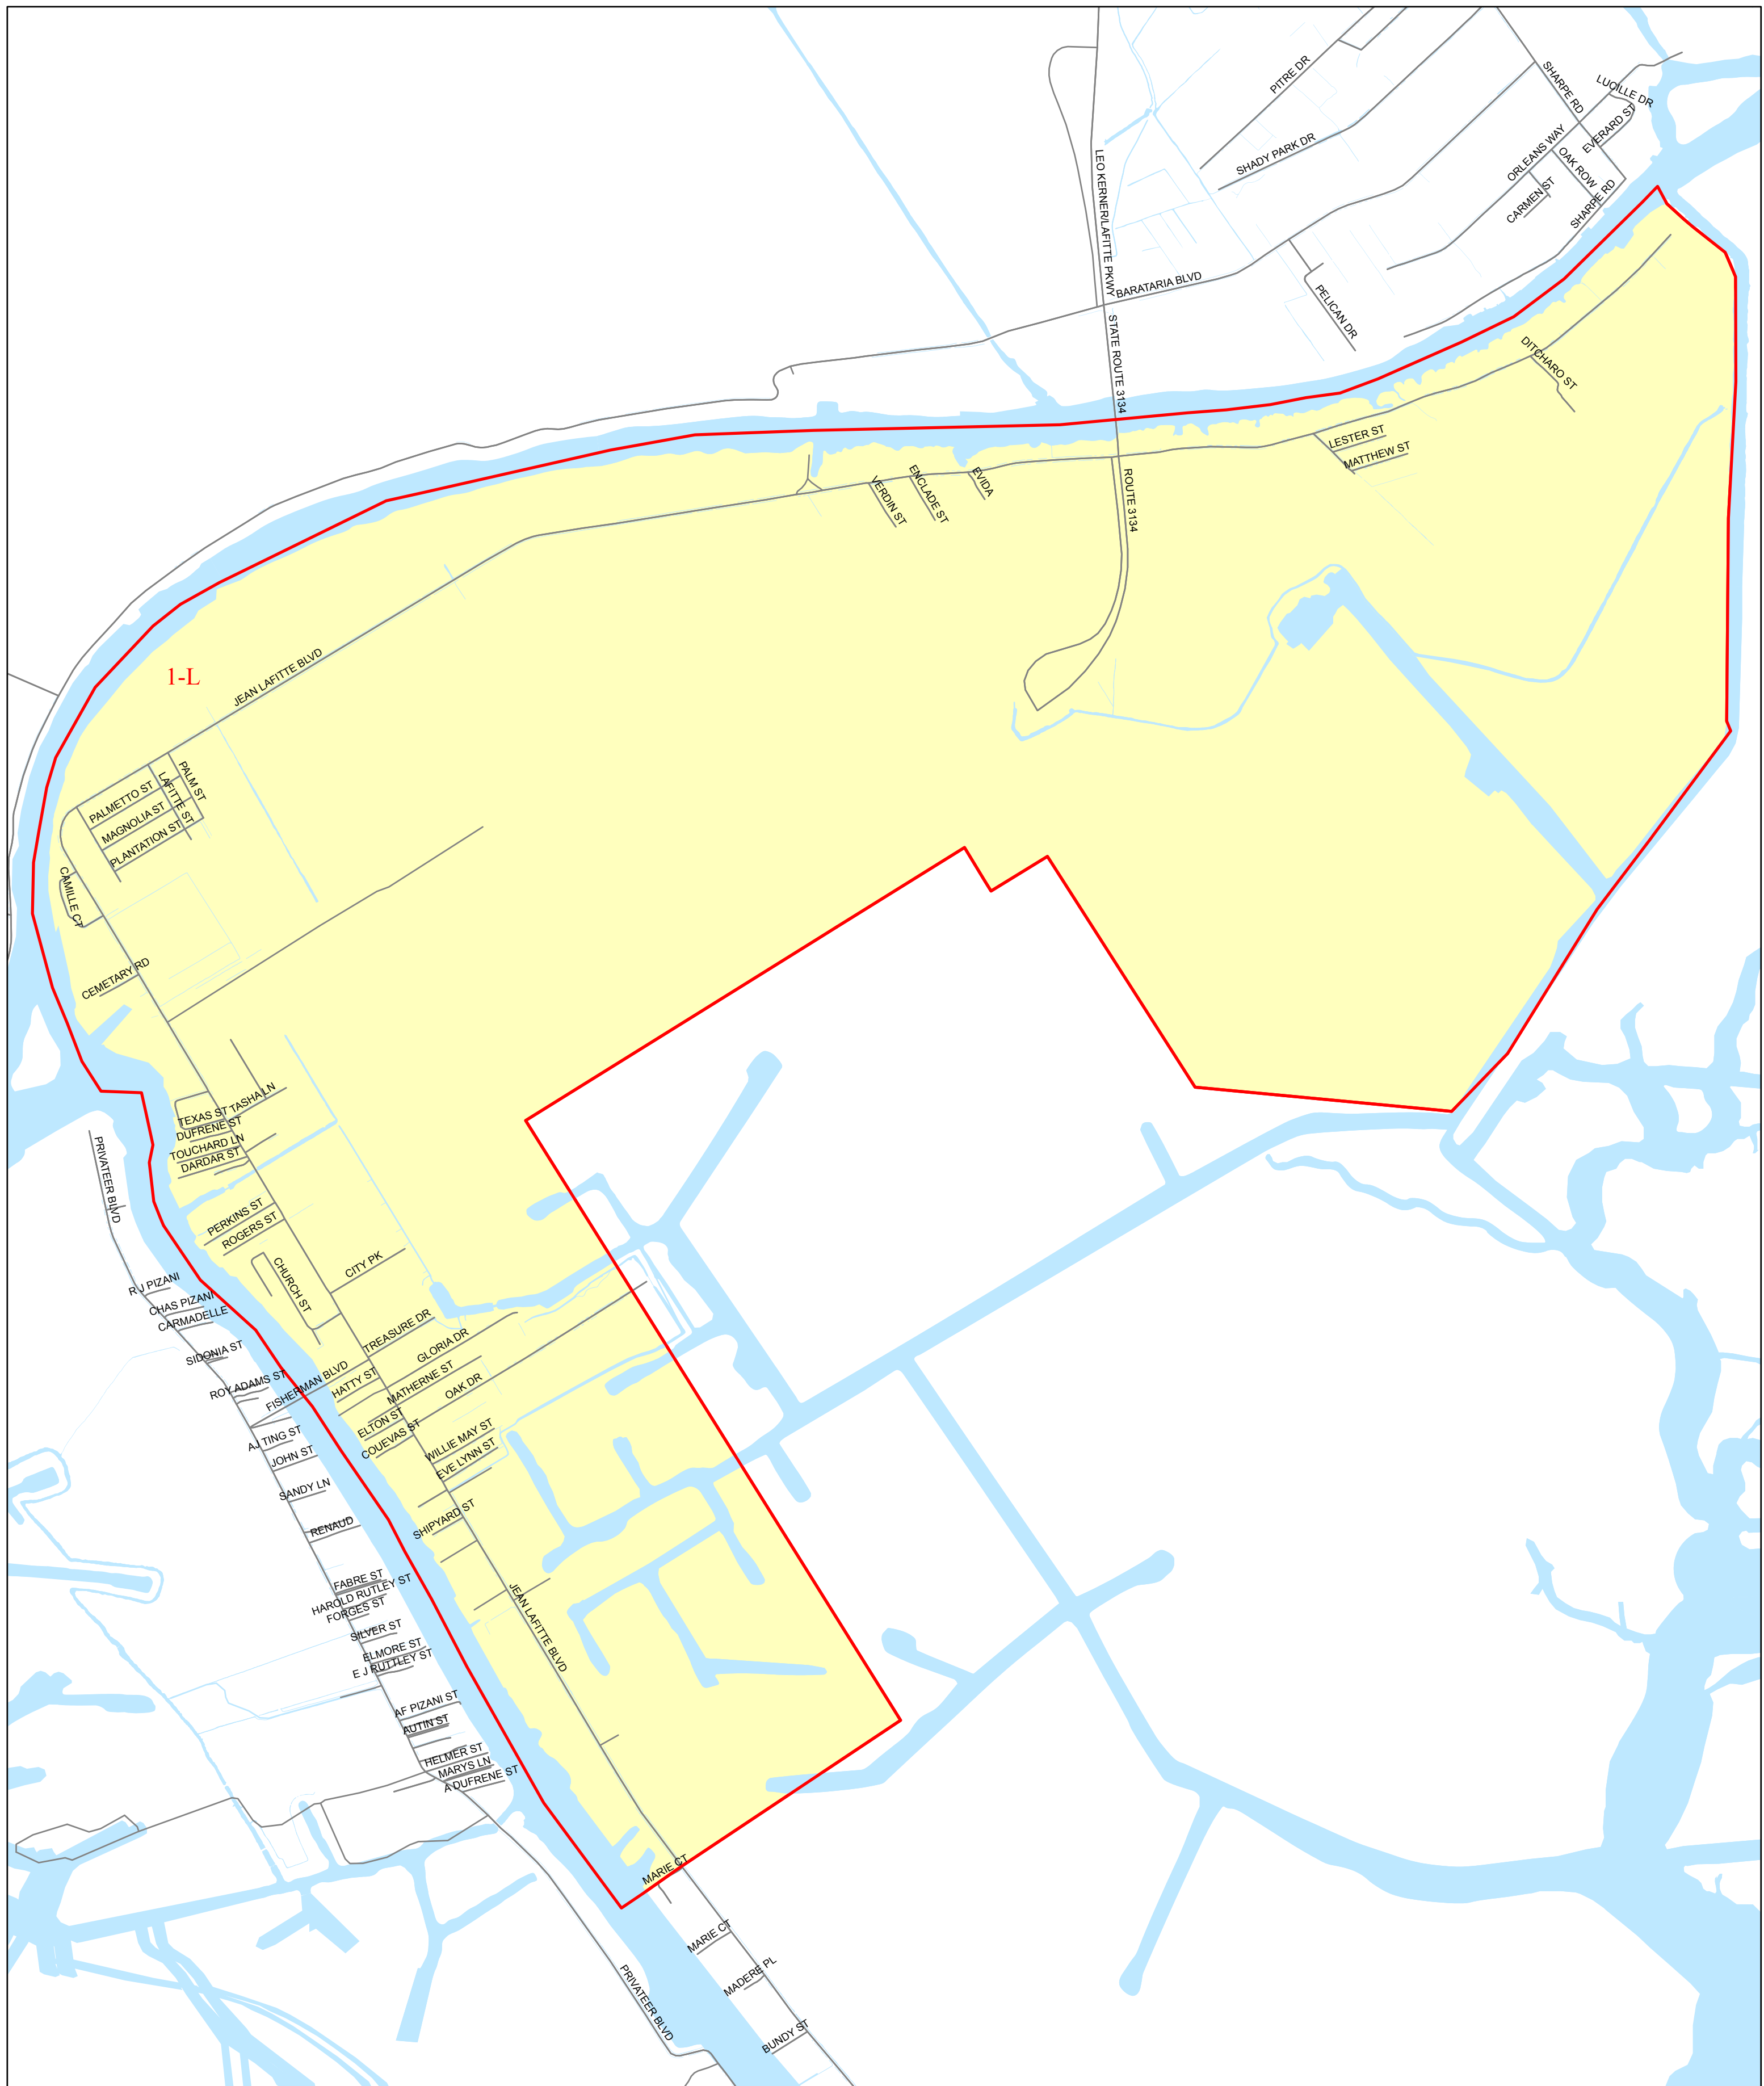 PITRE DR
SHARPE RD
LUCILLE DR
EVERARD ST
SHADY PARK DR
ORLEANS WAY
OAK ROW
CARMEN ST
SHARPE RD
LEO KERNER/LAFITTE PKWY
BARATARIA BLVD
PELICAN DR
STATE ROUTE 3134
DITCHARO ST
LESTER ST
MATTHEW ST
VERDIN ST
ENCLADE ST
EVIDA
ROUTE 3134
1-L
JEAN LAFITTE BLVD
PALM ST
LAFITTE ST
PALMETTO ST
MAGNOLIA ST
PLANTATION ST
CAMILLE CT
CEMETARY RD
TEXAS ST
TASHA LN
DUFRENE ST
TOUCHARD LN
DARDAR ST
PRIVATEER BLVD
PERKINS ST
ROGERS ST
CITY PK
CHURCH ST
R J PIZANI
CHAS PIZANI
CARMADELLE
SIDONIA ST
TREASURE DR
GLORIA DR
ROY ADAMS ST
FISHERMAN BLVD
HATTY ST
MATHERNE ST
OAK DR
ELTON ST
COUEVAS ST
AJ TING ST
JOHN ST
WILLIE MAY ST
EVE LYNN ST
SANDY LN
SHIPYARD ST
RENAUD
FABRE ST
HAROLD RUTLEY ST
FORGES ST
JEAN LAFITTE BLVD
SILVER ST
ELMORE ST
E J RUTTLEY ST
AF PIZANI ST
AUTIN ST
HELMER ST
MARYS LN
A DUFRENE ST
MARIE CT
MARIE CT
MADERE PL
PRIVATEER BLVD
BUNDY ST